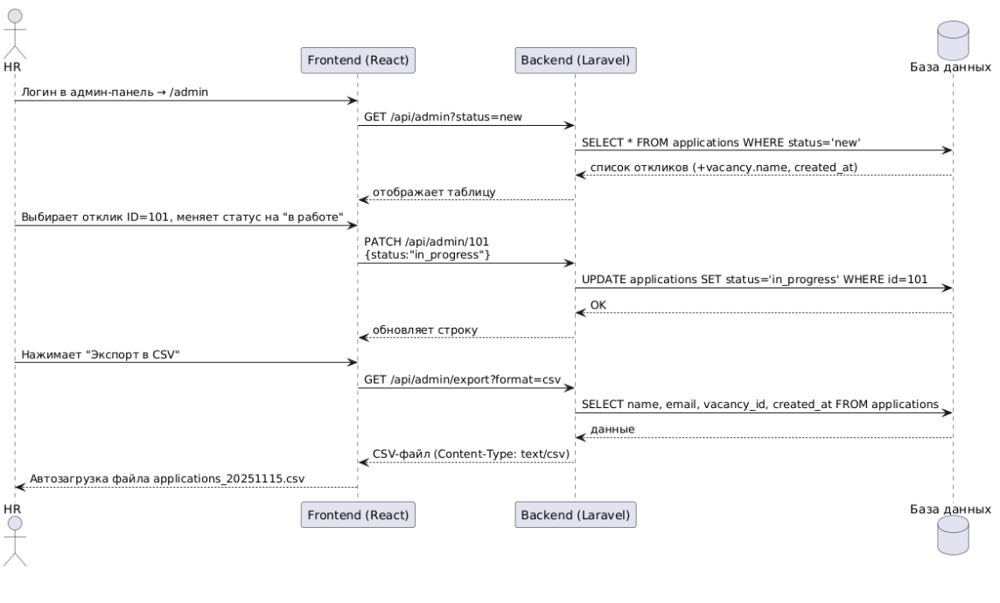 HR
Frontend (React)
Backend (Laravel)
База данных
Логин в админ-панель → /admin
GET /api/admin?status=new
SELECT * FROM applications WHERE status='new'
список откликов (+vacancy.name, created_at)
отображает таблицу
Выбирает отклик ID=101, меняет статус на "в работе"
PATCH /api/admin/101
{status:"in_progress"}
UPDATE applications SET status='in_progress' WHERE id=101
OK
обновляет строку
Нажимает "Экспорт в CSV"
GET /api/admin/export?format=csv
SELECT name, email, vacancy_id, created_at FROM applications
данные
CSV-файл (Content-Type: text/csv)
Автозагрузка файла applications_20251115.csv
HR
Frontend (React)
Backend (Laravel)
База данных